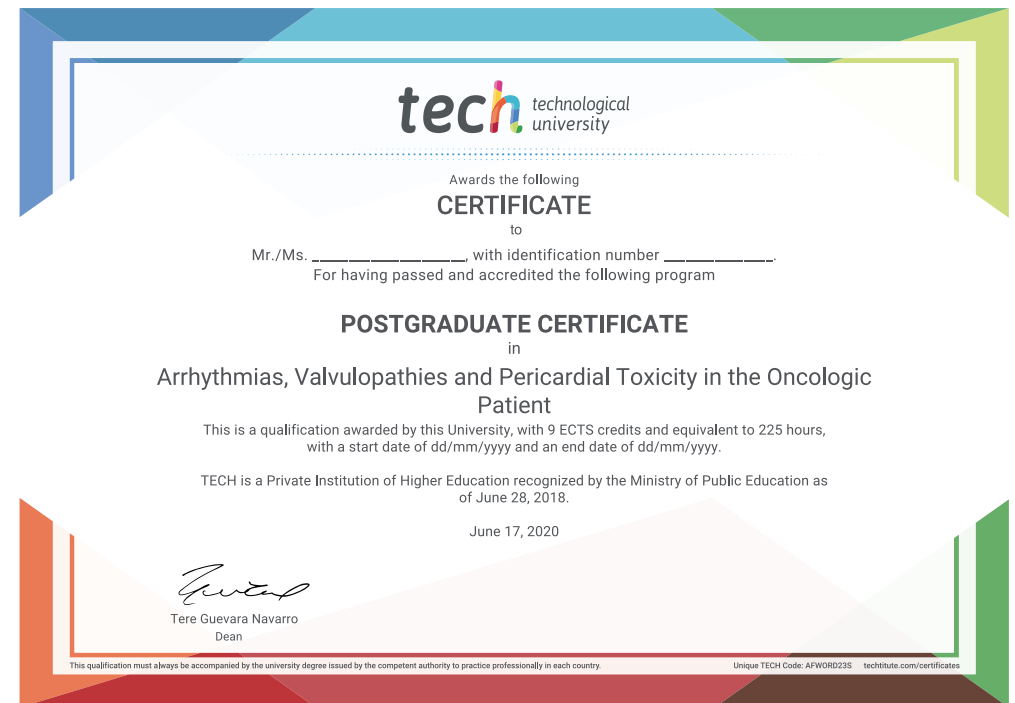 tech technological
university
Awards the following
CERTIFICATE
to
Mr./Ms. ____________________, with identification number ______________.
For having passed and accredited the following program
POSTGRADUATE CERTIFICATE
in
Arrhythmias, Valvulopathies and Pericardial Toxicity in the Oncologic
Patient
This is a qualification awarded by this University, with 9 ECTS credits and equivalent to 225 hours,
with a start date of dd/mm/yyyy and an end date of dd/mm/yyyy.
TECH is a Private Institution of Higher Education recognized by the Ministry of Public Education as
of June 28, 2018.
June 17, 2020
Tere Guevara Navarro
Dean
This qualification must always be accompanied by the university degree issued by the competent authority to practice professionally in each country.
Unique TECH Code: AFWORD23S techtitute.com/certificates